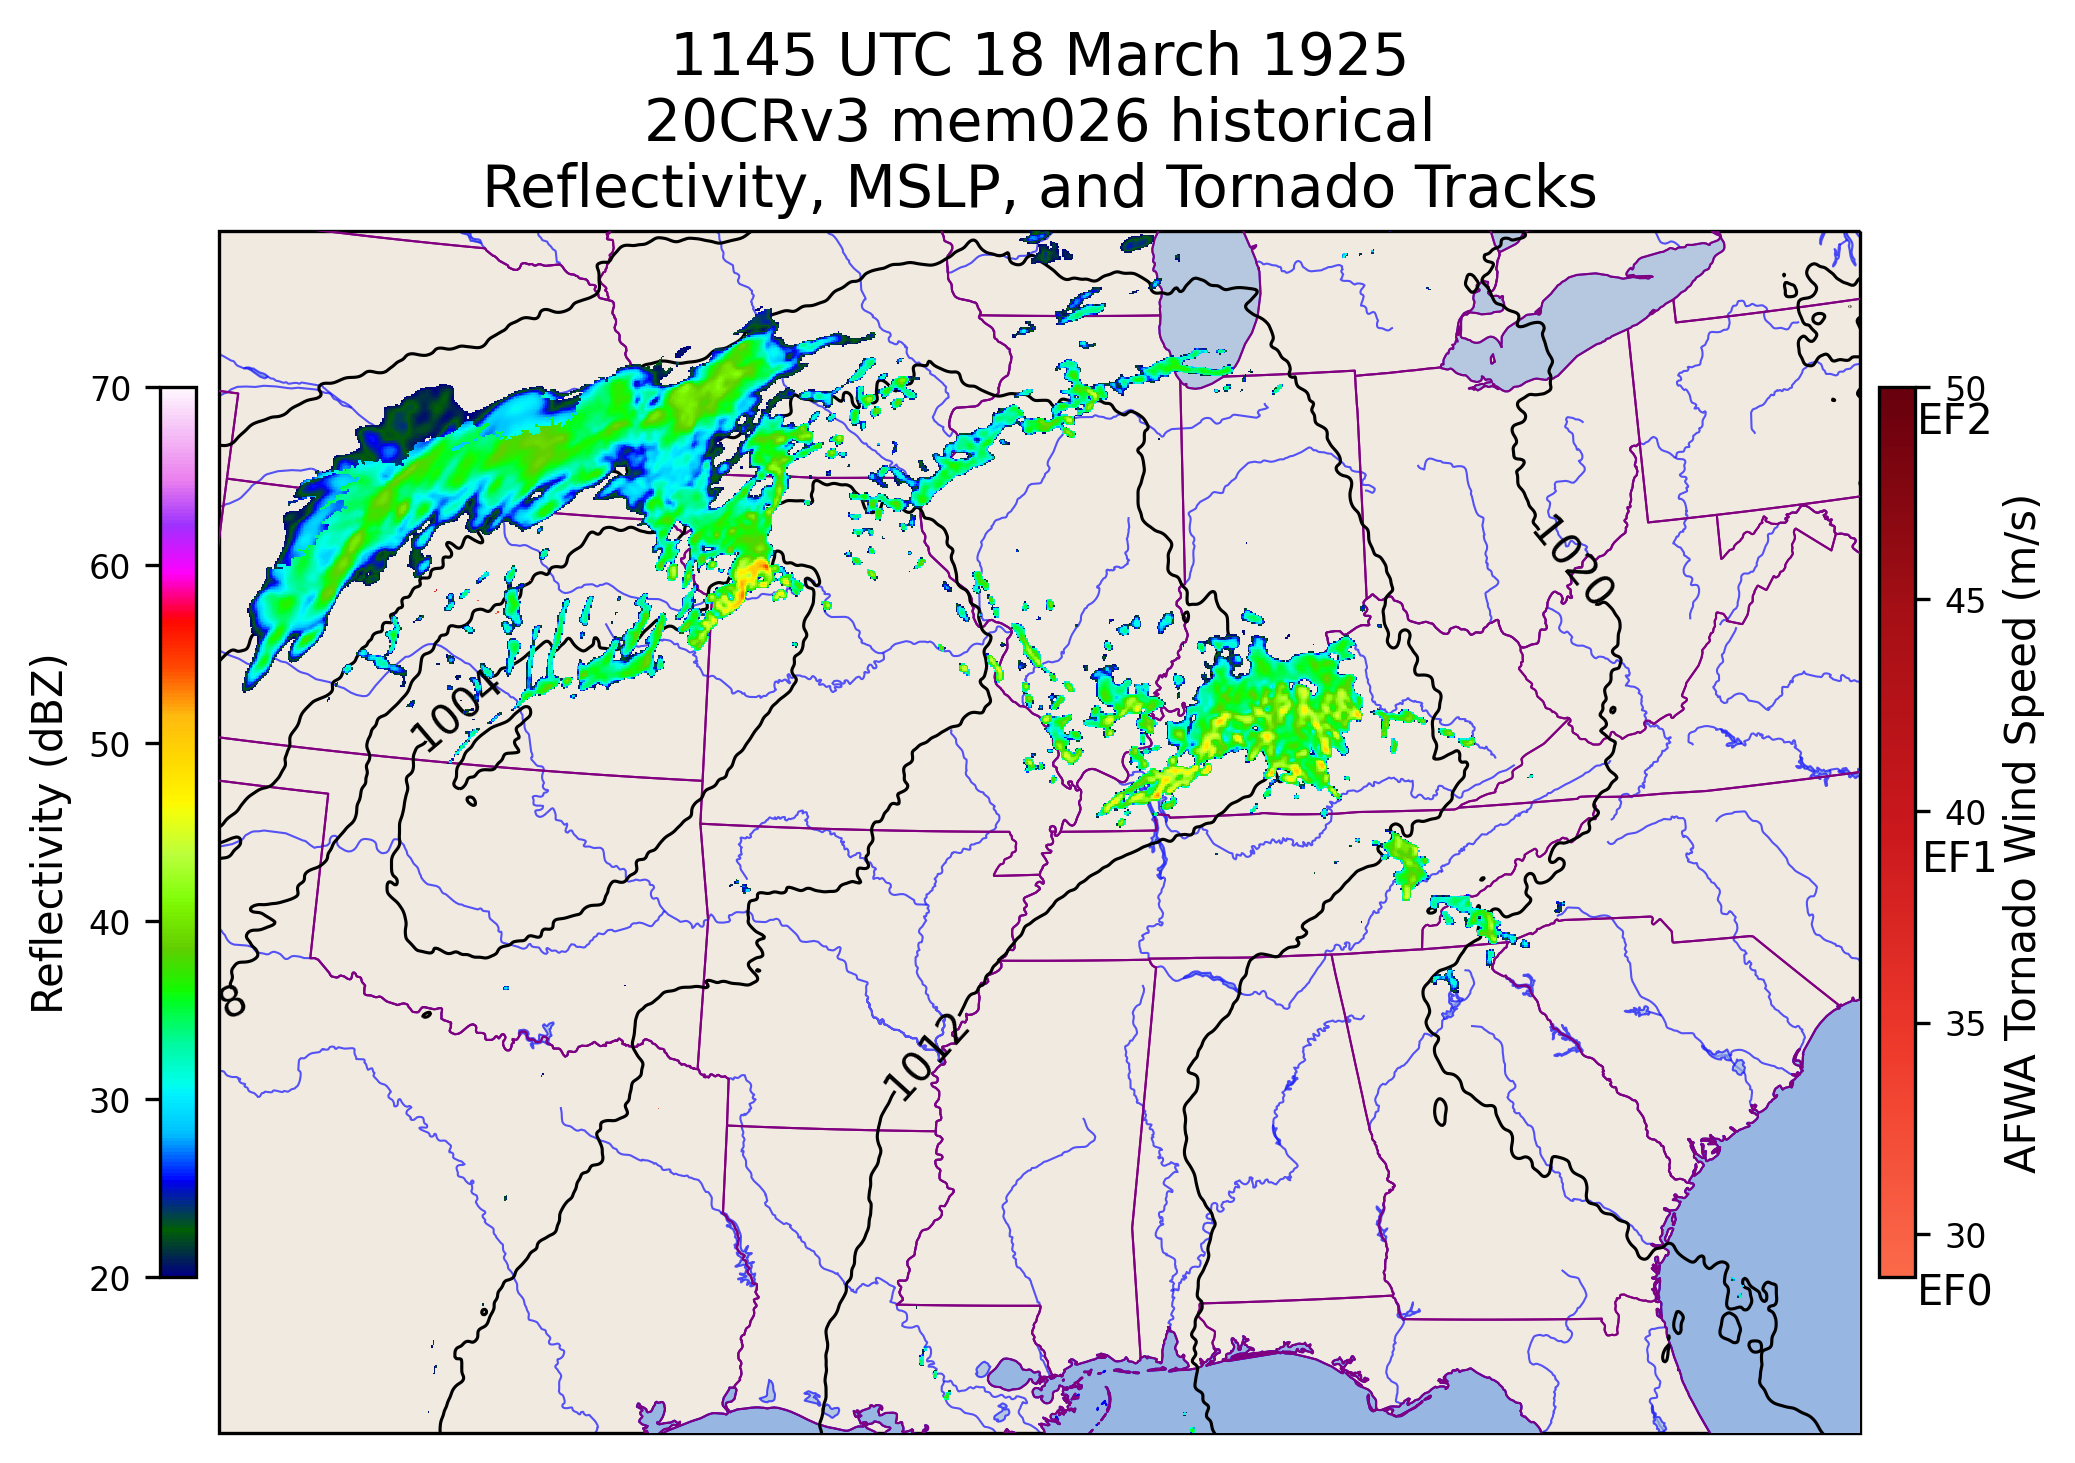 1145 UTC 18 March 1925
20CRv3 mem026 historical
Reflectivity, MSLP, and Tornado Tracks
70
60
50
40
30
20
Reflectivity (dBZ)
1004
1020
1012
8
50
EF2
45
40
EF1
35
30
EF0
AFWA Tornado Wind Speed (m/s)